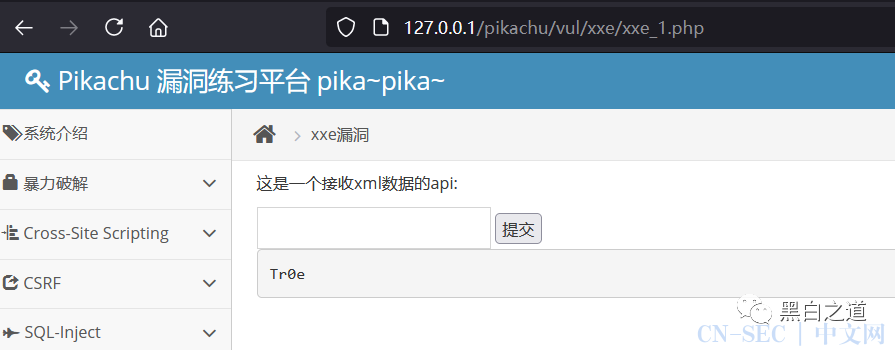 127.0.0.1/pikachu/vul/xxe/xxe_1.php
Pikachu 漏洞练习平台 pika~pika~
系统介绍
xxe漏洞
暴力破解
这是一个接收xml数据的api:
提交
Cross-Site Scripting
Tr0e
CSRF
SQL-Inject
黑白之道
CN-SEC | 中文网